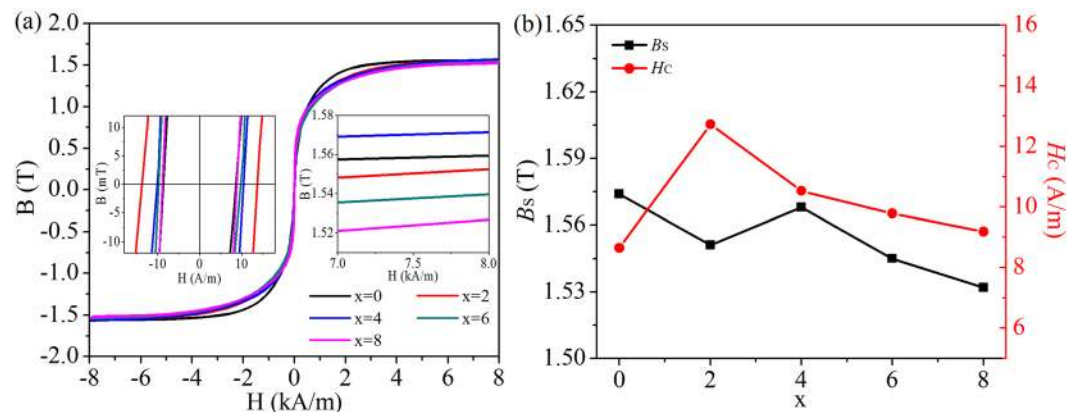 (a)
2.0
1.5
1.0
0.5
0.0
-0.5
-1.0
-1.5
-2.0
B (T)
-8 -6 -4 -2 0 2 4 6 8
H (kA/m)
10
5
0
-5
-10
B (mT)
-10 0 10
H (A/m)
1.58
1.56
1.54
1.52
B (T)
7.0 7.5 8.0
H (kA/m)
x=0 x=2
x=4 x=6
x=8
(b)
1.65
1.62
1.59
1.56
1.53
1.50
Bs (T)
Bs
Hc
0 2 4 6 8
x
16
14
12
10
8
6
Hc (A/m)